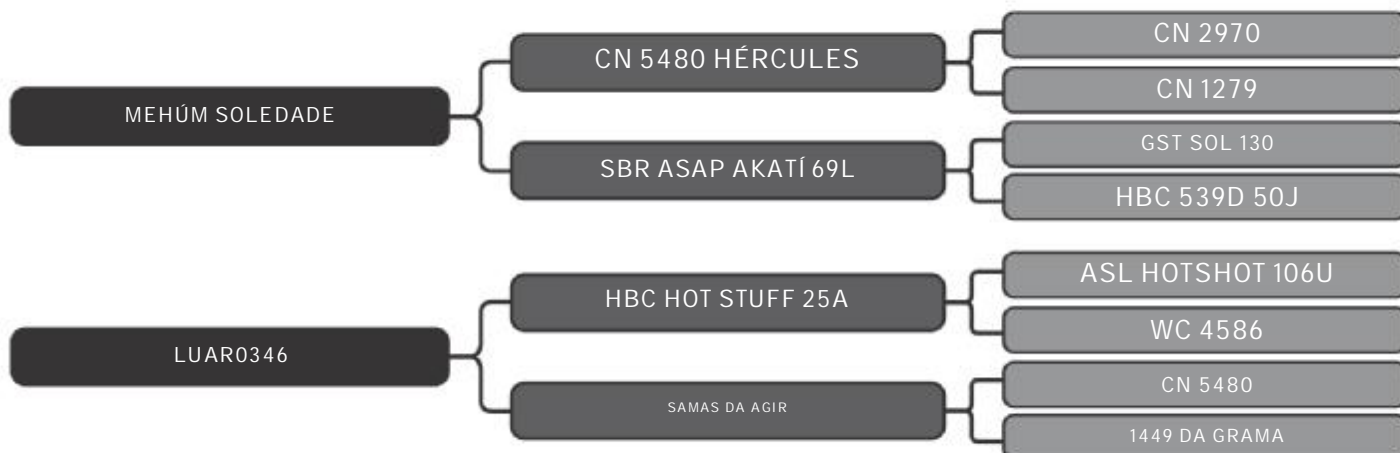 MEHÚM SOLEDADE
CN 5480 HÉRCULES
CN 2970
CN 1279
SBR ASAP AKATÍ 69L
GST SOL 130
HBC 539D 50J
LUAR0346
HBC HOT STUFF 25A
ASL HOTSHOT 106U
WC 4586
SAMAS DA AGIR
CN 5480
1449 DA GRAMA